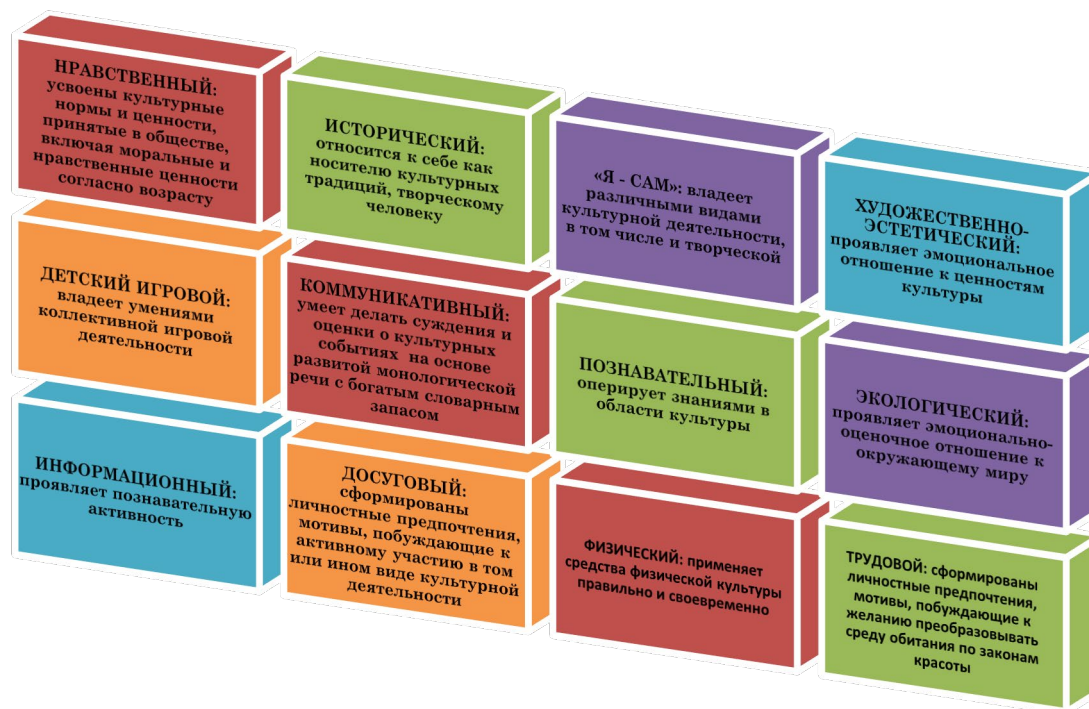 НРАВСТВЕННЫЙ:
усвоены культурные
нормы и ценности,
принятые в обществе,
включая моральные и
нравственные ценности
согласно возрасту
ИСТОРИЧЕСКИЙ:
относится к себе как
носителю культурных
традиций, творческому
человеку
«Я - САМ»: владеет
различными видами
культурной деятельности,
в том числе и творческой
ХУДОЖЕСТВЕННО-
ЭСТЕТИЧЕСКИЙ:
проявляет эмоциональное
отношение к ценностям
культуры
ДЕТСКИЙ ИГРОВОЙ:
владеет умениями
коллективной игровой
деятельности
КОММУНИКАТИВНЫЙ:
умеет делать суждения и
оценки о культурных
событиях на основе
развитой монологической
речи с богатым словарным
запасом
ПОЗНАВАТЕЛЬНЫЙ:
оперирует знаниями в
области культуры
ЭКОЛОГИЧЕСКИЙ:
проявляет эмоционально-
оценочное отношение к
окружающему миру
ИНФОРМАЦИОННЫЙ:
проявляет познавательную
активность
ДОСУГОВЫЙ:
сформированы
личностные предпочтения,
мотивы, побуждающие к
активному участию в том
или ином виде культурной
деятельности
ФИЗИЧЕСКИЙ: применяет
средства физической культуры
правильно и своевременно
ТРУДОВОЙ: сформированы
личностные предпочтения,
мотивы, побуждающие к
желанию преобразовывать
среду обитания по законам
красоты